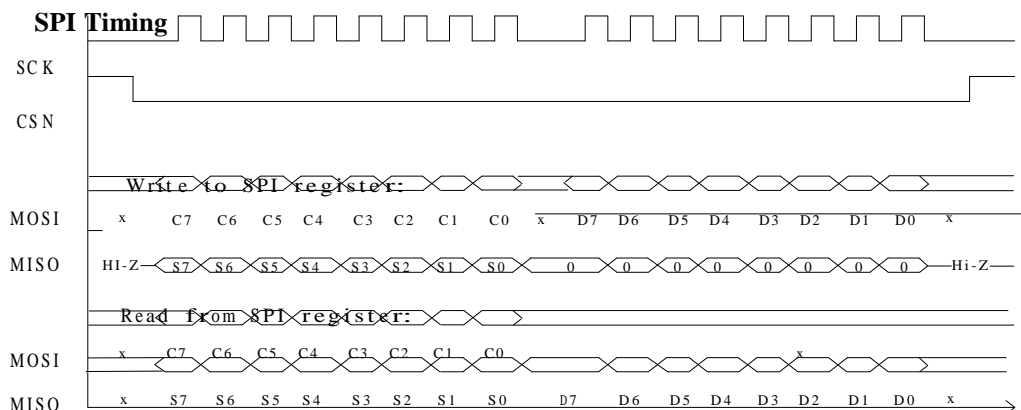 SPI Timing
SCK
CSN
Write to SPI register:
MOSI x C7 C6 C5 C4 C3 C2 C1 C0 x D7 D6 D5 D4 D3 D2 D1 D0 x
MISO HI-Z S7 S6 S5 S4 S3 S2 S1 S0 0 0 0 0 0 0 0 0 Hi-Z
Read from SPI register:
MOSI x C7 C6 C5 C4 C3 C2 C1 C0 x
MISO x S7 S6 S5 S4 S3 S2 S1 S0 D7 D6 D5 D4 D3 D2 D1 D0 x